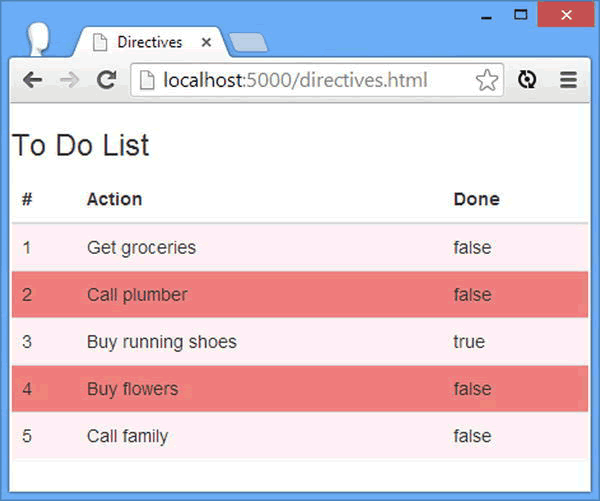 Directives
localhost:5000/directives.html
To Do List
# Action Done
1 Get groceries false
2 Call plumber false
3 Buy running shoes true
4 Buy flowers false
5 Call family false